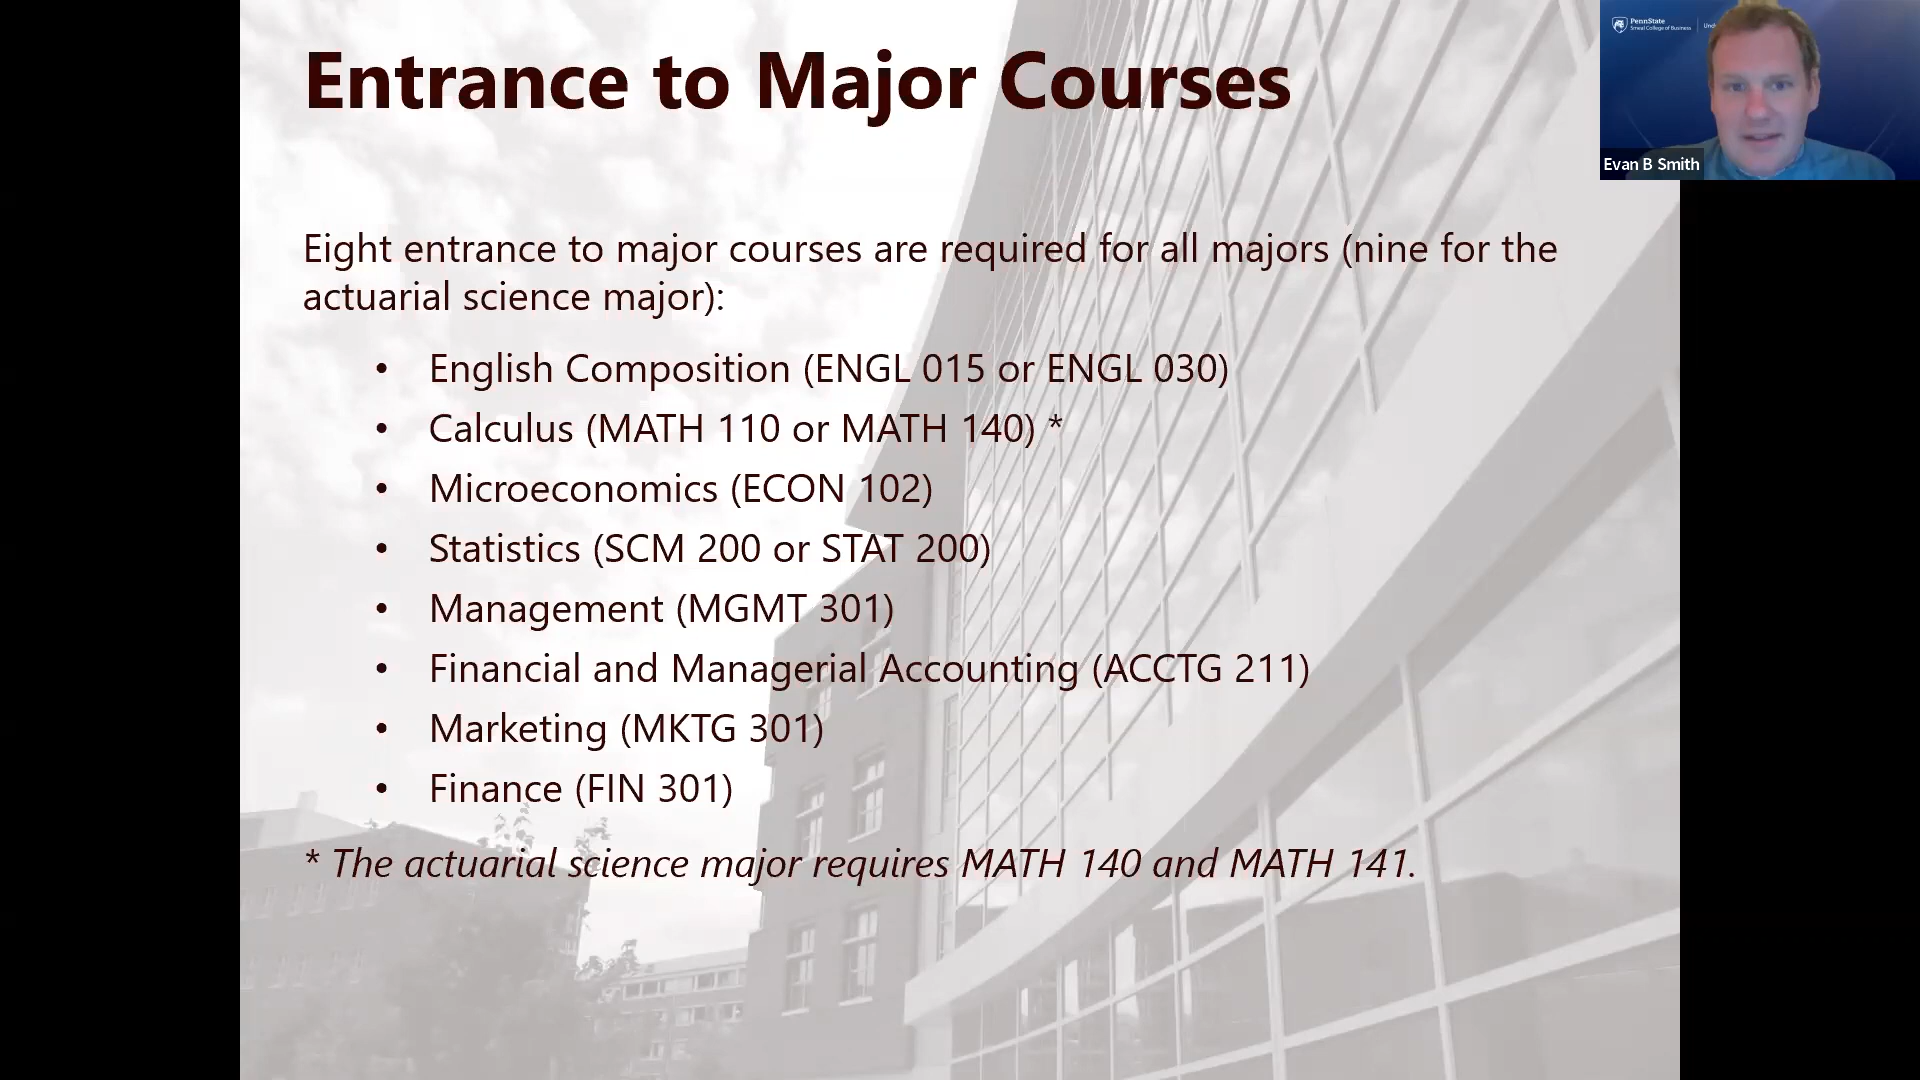 Entrance to Major Courses
PennState
Smeal College of Business
Evan B Smith
Eight entrance to major courses are required for all majors (nine for the
actuarial science major):
• English Composition (ENGL 015 or ENGL 030)
• Calculus (MATH 110 or MATH 140) *
• Microeconomics (ECON 102)
• Statistics (SCM 200 or STAT 200)
• Management (MGMT 301)
• Financial and Managerial Accounting (ACCTG 211)
• Marketing (MKTG 301)
• Finance (FIN 301)
* The actuarial science major requires MATH 140 and MATH 141.